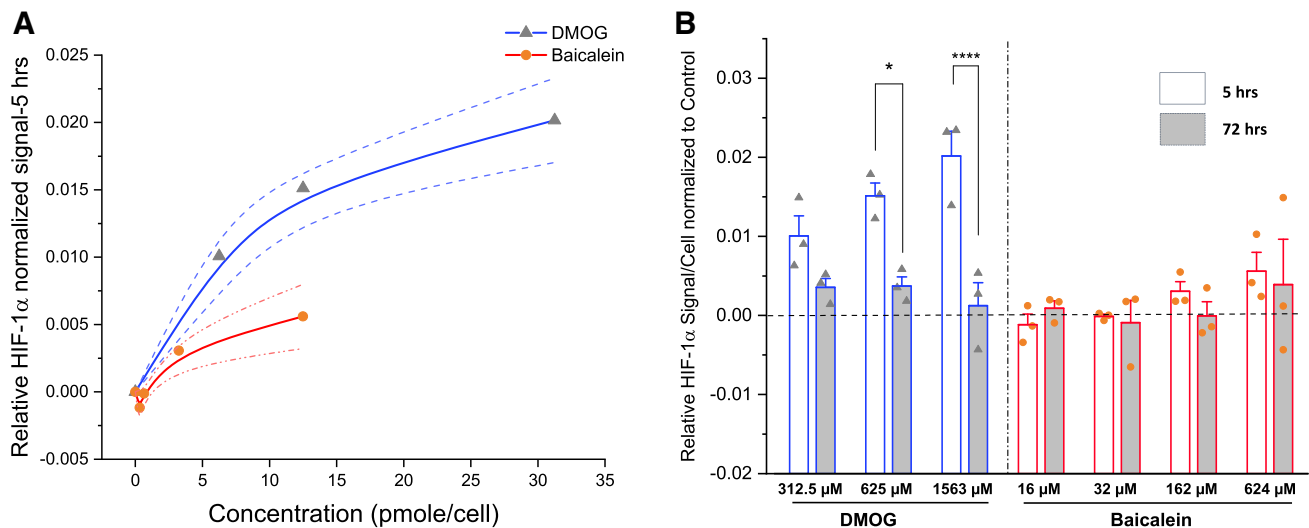 A
DMOG
Baicalein
Relative HIF-1α normalized signal-5 hrs
0.025
0.020
0.015
0.010
0.005
0.000
-0.005
0 5 10 15 20 25 30 35
Concentration (pmole/cell)
B
Relative HIF-1α Signal/Cell normalized to Control
0.03
0.02
0.01
0.00
-0.01
-0.02
* ****
5 hrs
72 hrs
312.5 μM 625 μM 1563 μM 16 μM 32 μM 162 μM 624 μM
DMOG Baicalein